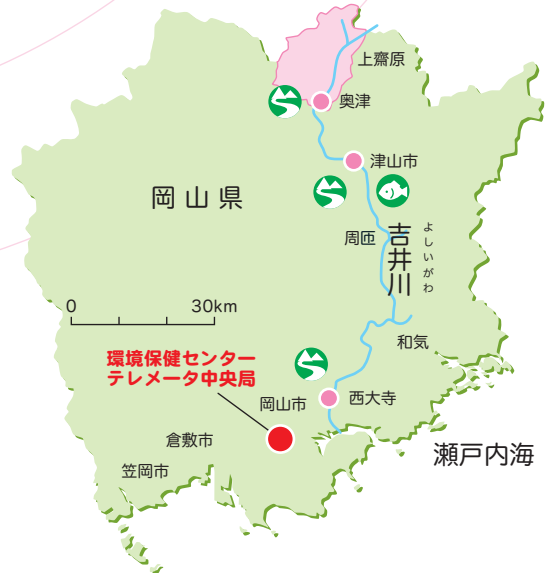 上齋原
奥津
津山市
岡山県
周匝
吉井川
よしいがわ
0 30km
和気
環境保健センター
テレメータ中央局
岡山市
西大寺
倉敷市
瀬戸内海
笠岡市